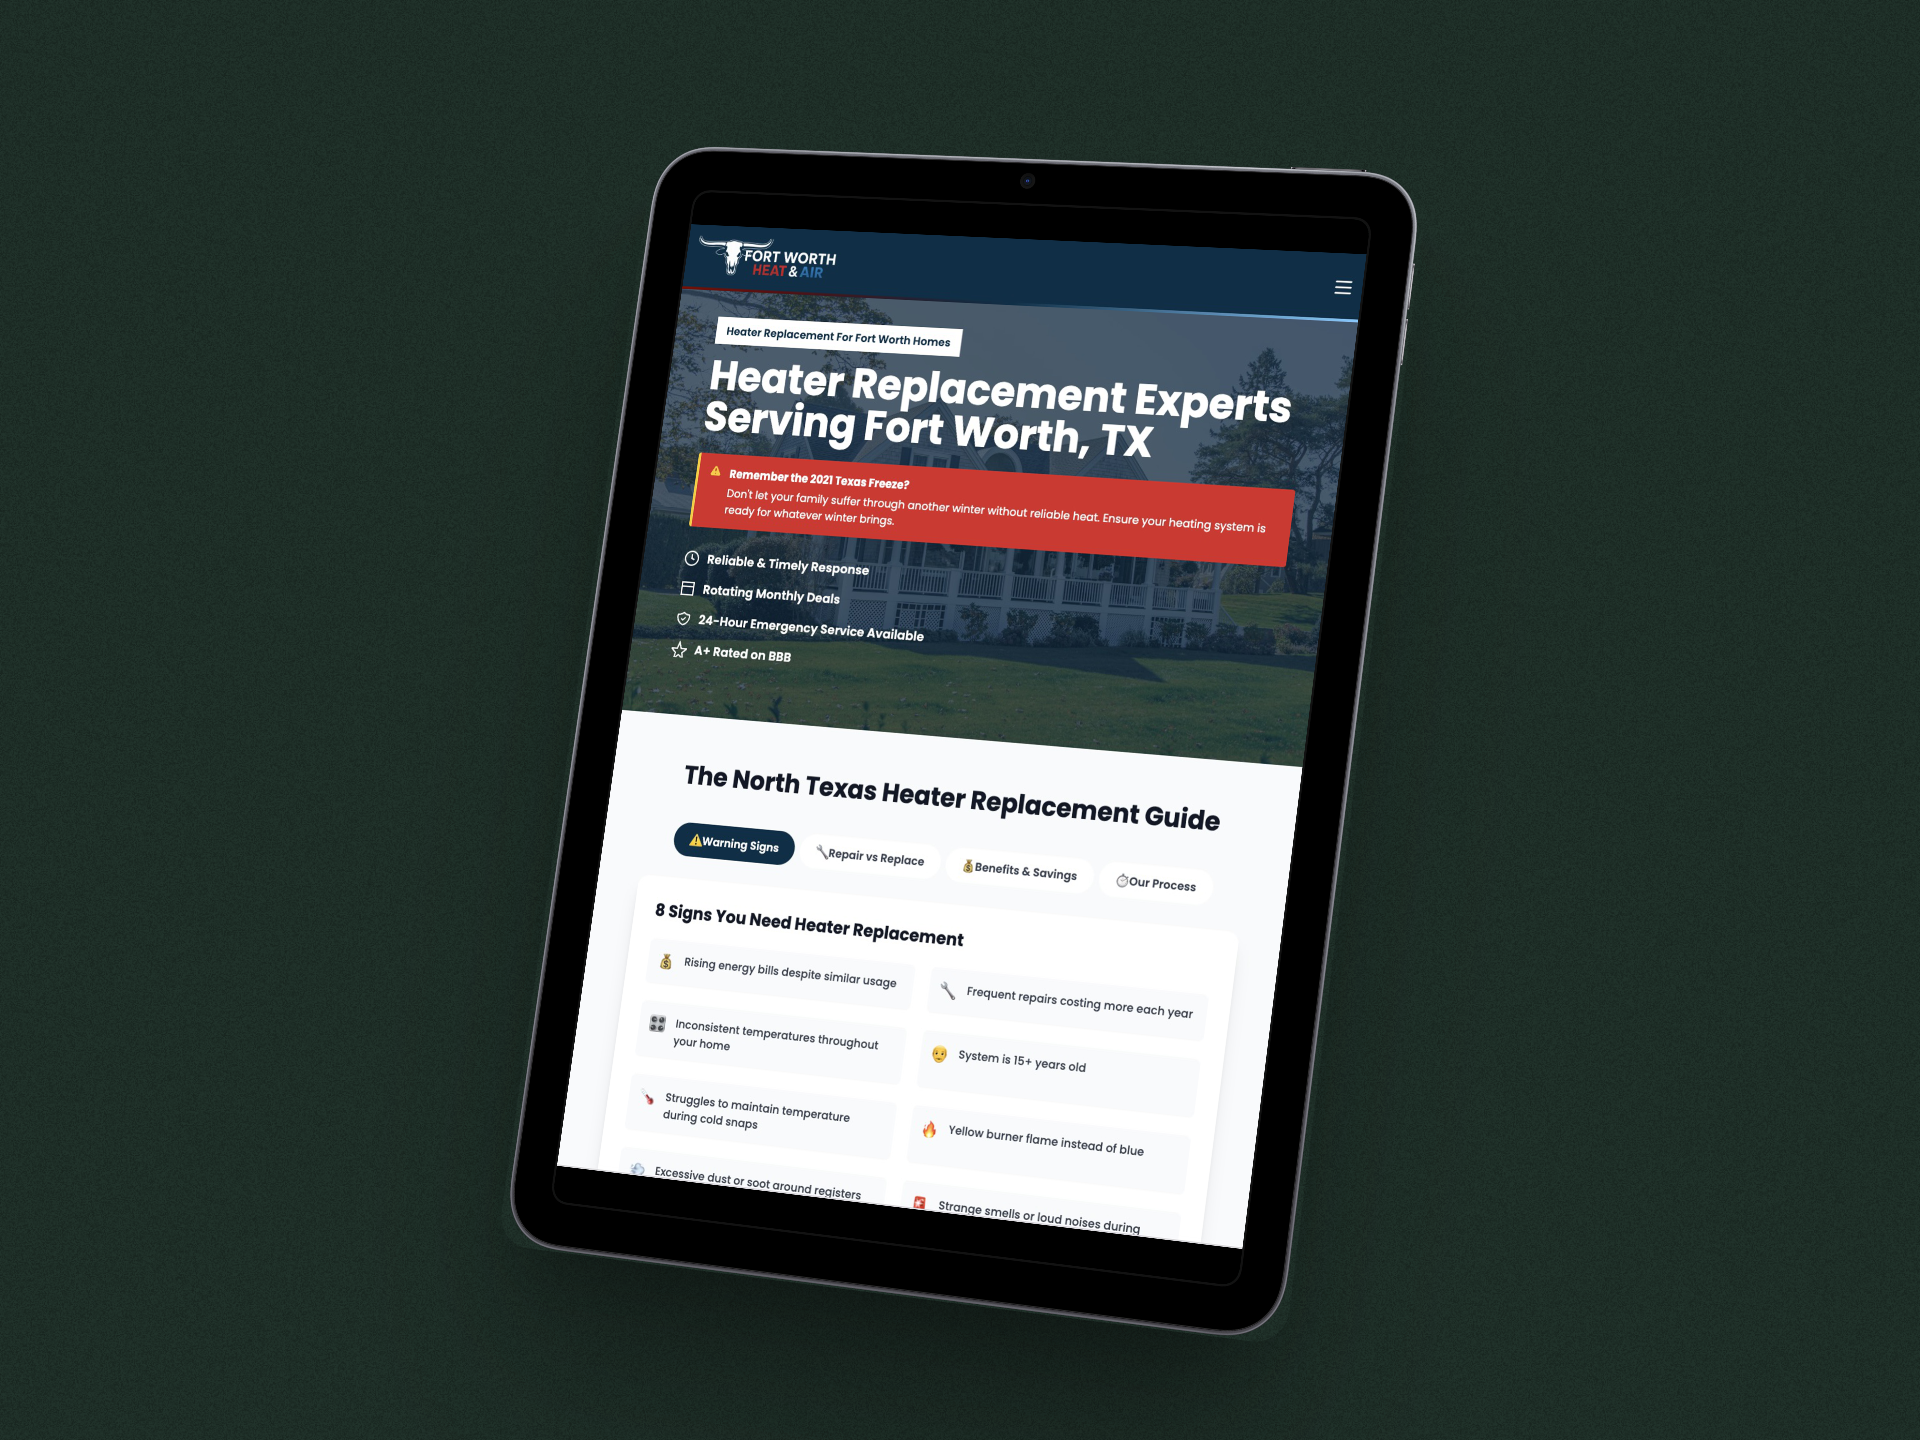 FORT WORTH
HEAT & AIR
Heater Replacement For Fort Worth Homes
Heater Replacement Experts
Serving Fort Worth, TX
Remember the 2021 Texas Freeze?
Don't let your family suffer through another winter without reliable heat. Ensure your heating system is
ready for whatever winter brings.
Reliable & Timely Response
Rotating Monthly Deals
24-Hour Emergency Service Available
A+ Rated on BBB
The North Texas Heater Replacement Guide
Warning Signs
Repair vs Replace
Benefits & Savings
Our Process
8 Signs You Need Heater Replacement
Rising energy bills despite similar usage
Frequent repairs costing more each year
Inconsistent temperatures throughout
your home
System is 15+ years old
Struggles to maintain temperature
during cold snaps
Yellow burner flame instead of blue
Excessive dust or soot around registers
Strange smells or loud noises during